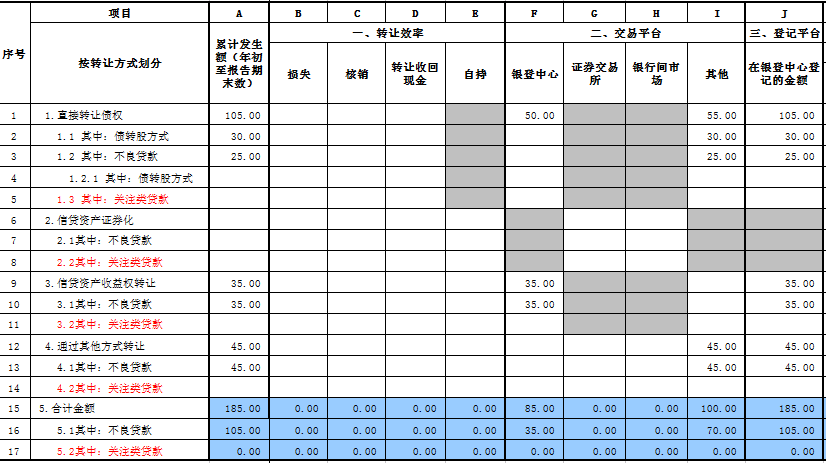 项目 A B C D E F G H I J
序号 按转让方式划分 累计发生额（年初至报告期末数） 一、转让效率 二、交易平台 三、登记平台
损失 核销 转让收回现金 自持 银登中心 证券交易所 银行间市场 其他 在银登中心登记的金额
1 1.直接转让债权 105.00 50.00 55.00 105.00
2 1.1 其中：债转股方式 30.00 30.00 30.00
3 1.2 其中：不良贷款 25.00 25.00 25.00
4 1.2.1 其中：债转股方式
5 1.3 其中：关注类贷款
6 2.信贷资产证券化
7 2.1其中：不良贷款
8 2.2其中：关注类贷款
9 3.信贷资产收益权转让 35.00 35.00 35.00
10 3.1其中：不良贷款 35.00 35.00 35.00
11 3.2其中：关注类贷款
12 4.通过其他方式转让 45.00 45.00 45.00
13 4.1其中：不良贷款 45.00 45.00 45.00
14 4.2其中：关注类贷款
15 5.合计金额 185.00 0.00 0.00 0.00 0.00 85.00 0.00 0.00 100.00 185.00
16 5.1其中：不良贷款 105.00 0.00 0.00 0.00 0.00 35.00 0.00 0.00 70.00 105.00
17 5.2其中：关注类贷款 0.00 0.00 0.00 0.00 0.00 0.00 0.00 0.00 0.00 0.00